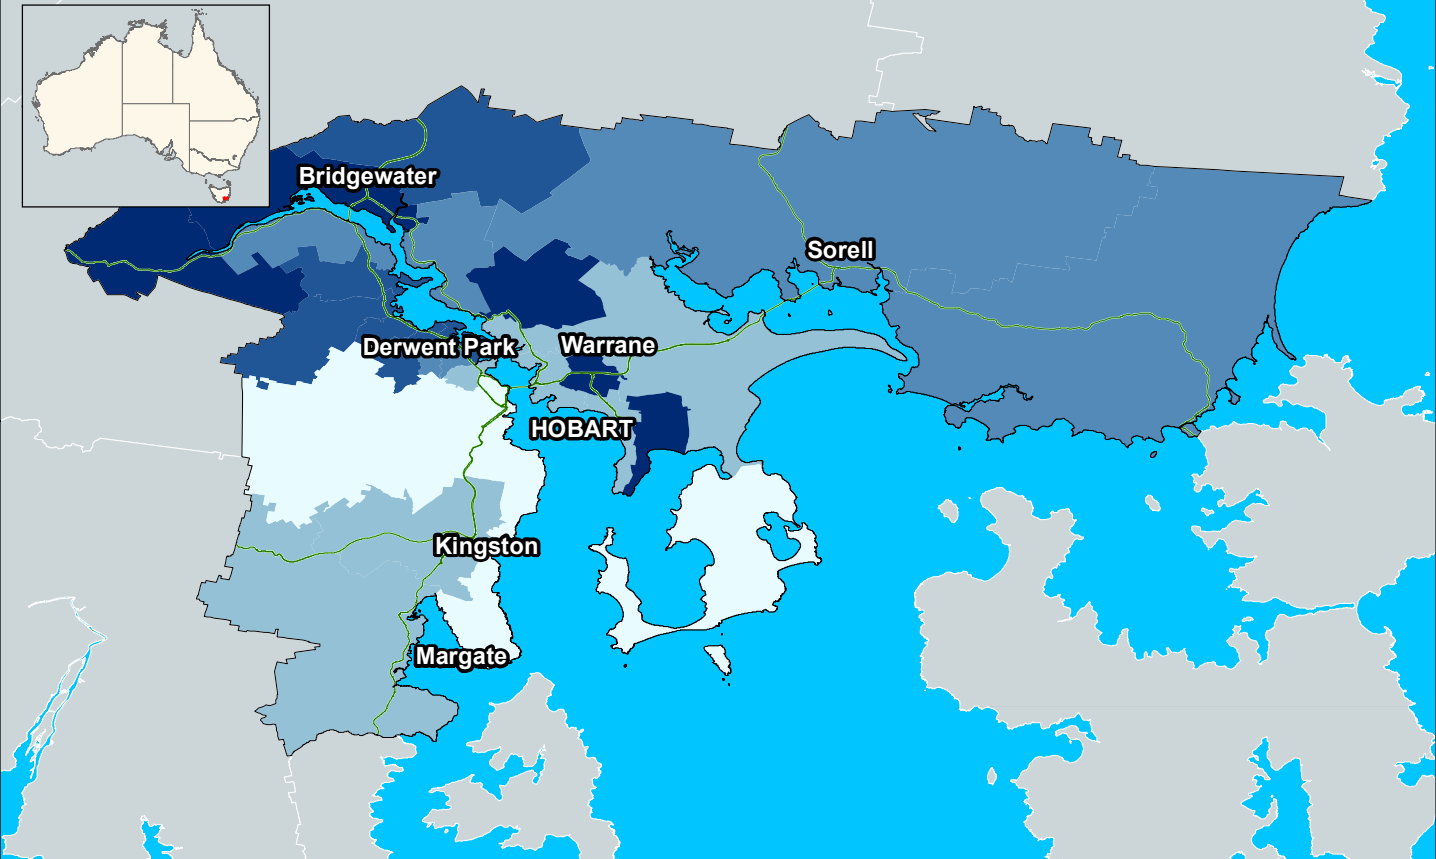 Bridgewater
Sorell
Derwent Park
Warrane
HOBART
Kingston
Margate